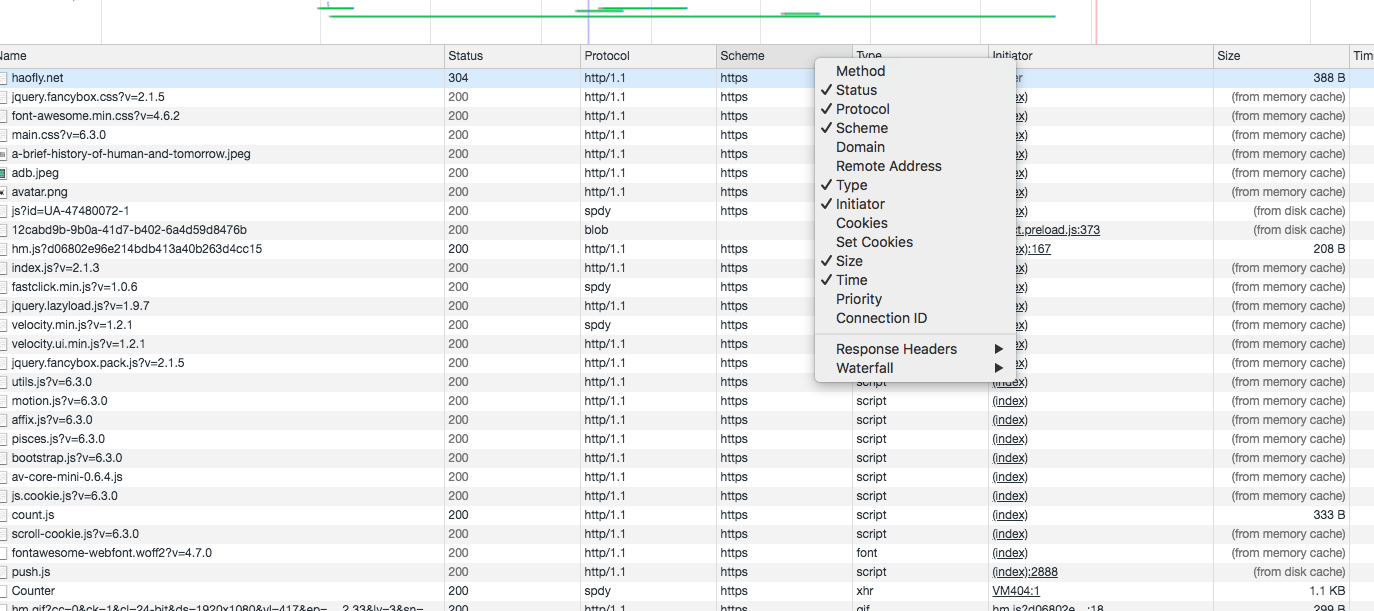 Name Status Protocol Scheme Type Initiator Size Tim
haofly.net 304 http/1.1 https er 388 B
jquery.fancybox.css?v=2.1.5 200 http/1.1 https ex) (from memory cache)
font-awesome.min.css?v=4.6.2 200 http/1.1 https ex) (from memory cache)
main.css?v=6.3.0 200 http/1.1 https ex) (from memory cache)
a-brief-history-of-human-and-tomorrow.jpeg 200 http/1.1 https ex) (from memory cache)
adb.jpeg 200 http/1.1 https ex) (from memory cache)
avatar.png 200 http/1.1 https ex) (from memory cache)
js?id=UA-47480072-1 200 spdy https ex) (from disk cache)
12cabd9b-9b0a-41d7-b402-6a4d59d8476b 200 blob ct.preload.js:373 (from disk cache)
hm.js?d06802e96e214bdb413a40b263d4cc15 200 http/1.1 https ex):167 208 B
index.js?v=2.1.3 200 http/1.1 https ex) (from memory cache)
fastclick.min.js?v=1.0.6 200 spdy https ex) (from memory cache)
jquery.lazyload.js?v=1.9.7 200 http/1.1 https ex) (from memory cache)
velocity.min.js?v=1.2.1 200 spdy https ex) (from memory cache)
velocity.ui.min.js?v=1.2.1 200 http/1.1 https ex) (from memory cache)
jquery.fancybox.pack.js?v=2.1.5 200 http/1.1 https ex) (from memory cache)
utils.js?v=6.3.0 200 http/1.1 https script (index) (from memory cache)
motion.js?v=6.3.0 200 http/1.1 https script (index) (from memory cache)
affix.js?v=6.3.0 200 http/1.1 https script (index) (from memory cache)
pisces.js?v=6.3.0 200 http/1.1 https script (index) (from memory cache)
bootstrap.js?v=6.3.0 200 http/1.1 https script (index) (from memory cache)
av-core-mini-0.6.4.js 200 http/1.1 https script (index) (from memory cache)
js.cookie.js?v=6.3.0 200 http/1.1 https script (index) (from memory cache)
count.js 200 http/1.1 https script (index) 333 B
scroll-cookie.js?v=6.3.0 200 http/1.1 https script (index) (from memory cache)
fontawesome-webfont.woff2?v=4.7.0 200 http/1.1 https font (index) (from memory cache)
push.js 200 http/1.1 https script (index):2888 (from disk cache)
Counter 200 spdy https xhr VM404:1 1.1 KB
hm.gif?cc=0&ck=1&cl=24-bit&ds=1920x1080&vl=417&ep=... 2.33&lv=3&sn= 200 http/1.1 https gif hm.js?d06802e...:18 299 B
Method
✓ Status
✓ Protocol
✓ Scheme
Domain
Remote Address
✓ Type
✓ Initiator
Cookies
Set Cookies
✓ Size
✓ Time
Priority
Connection ID
Response Headers ▶
Waterfall ▶